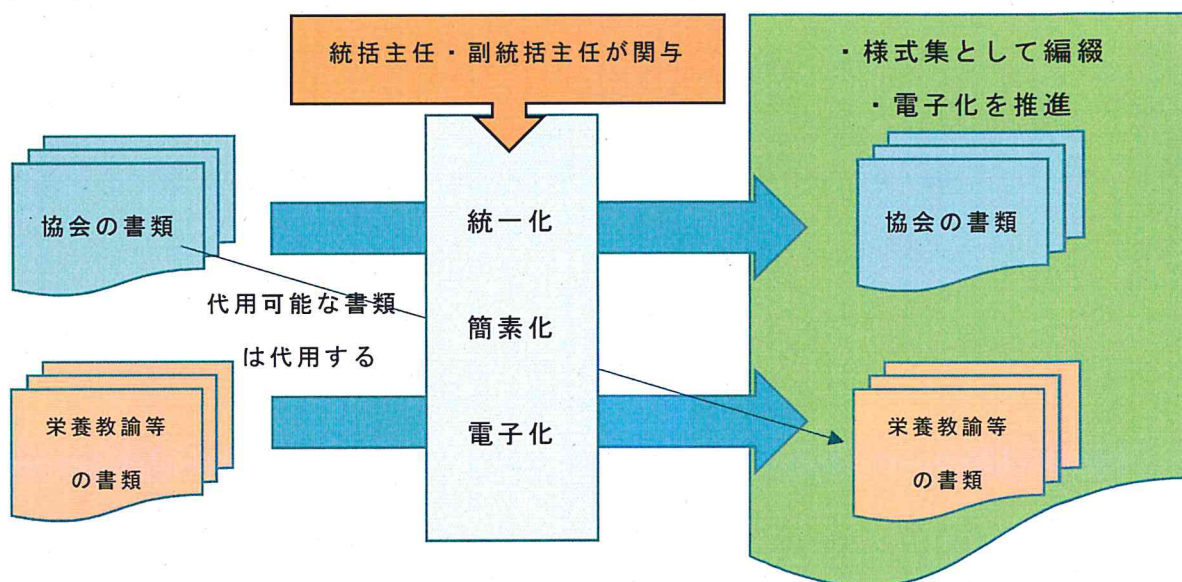 統括主任・副統括主任が関与
・様式集として編綴
・電子化を推進
協会の書類
統一化
協会の書類
代用可能な書類
は代用する
簡素化
栄養教諭等
の書類
電子化
栄養教諭等
の書類